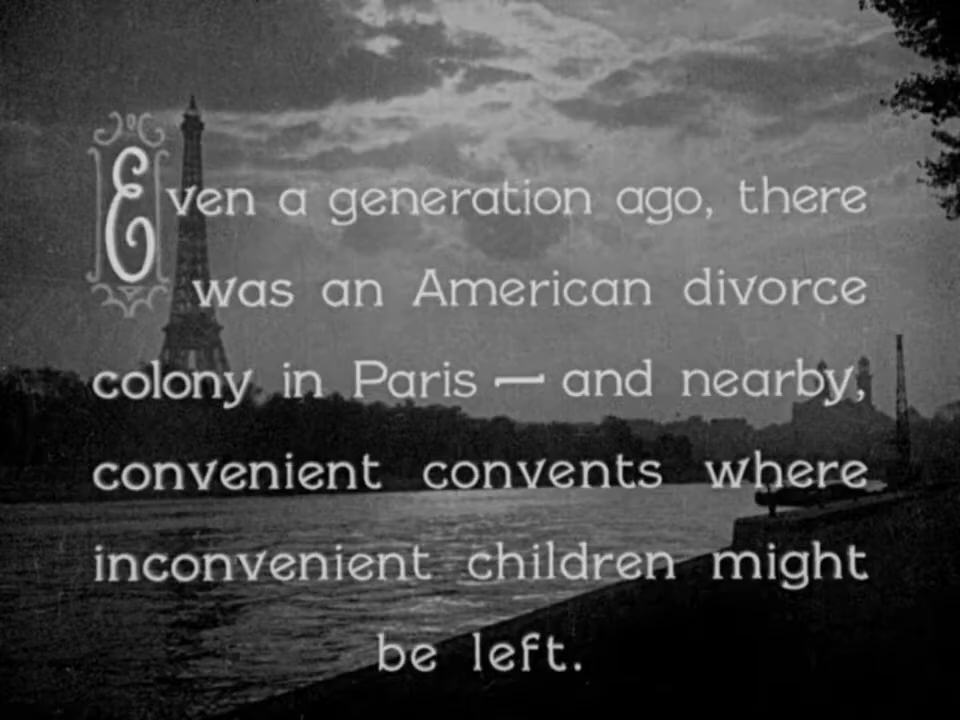 Even a generation ago, there
was an American divorce
colony in Paris — and nearby,
convenient convents where
inconvenient children might
be left.